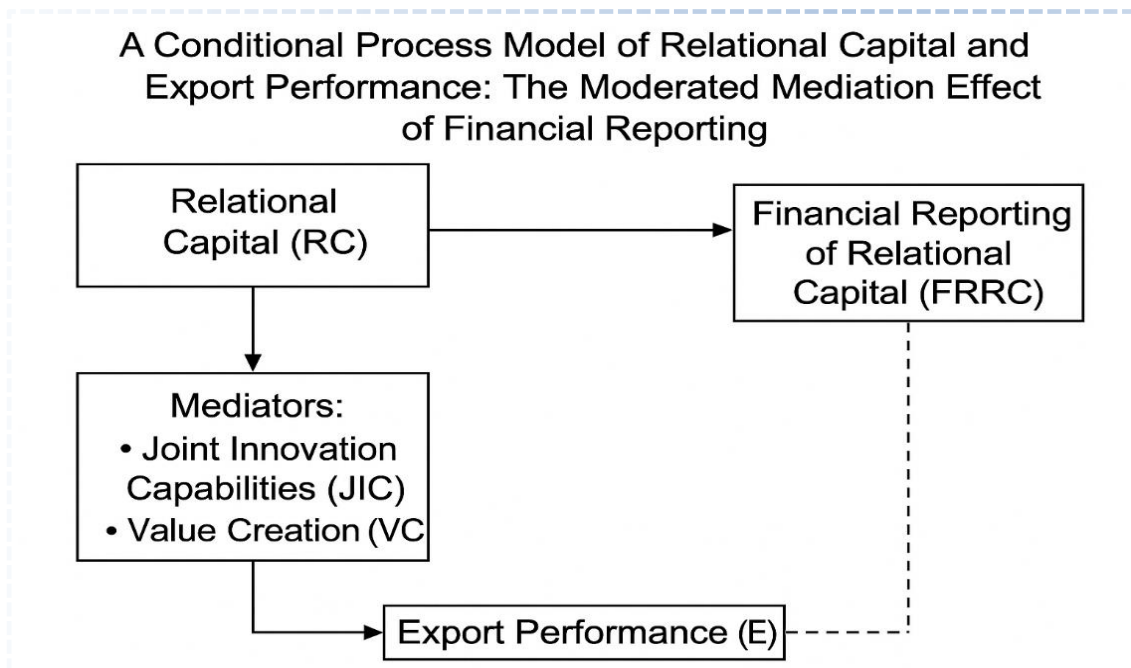 A Conditional Process Model of Relational Capital and
Export Performance: The Moderated Mediation Effect
of Financial Reporting
Relational
Capital (RC)
Financial Reporting
of Relational
Capital (FRRC)
Mediators:
• Joint Innovation
Capabilities (JIC)
• Value Creation (VC
Export Performance (E)